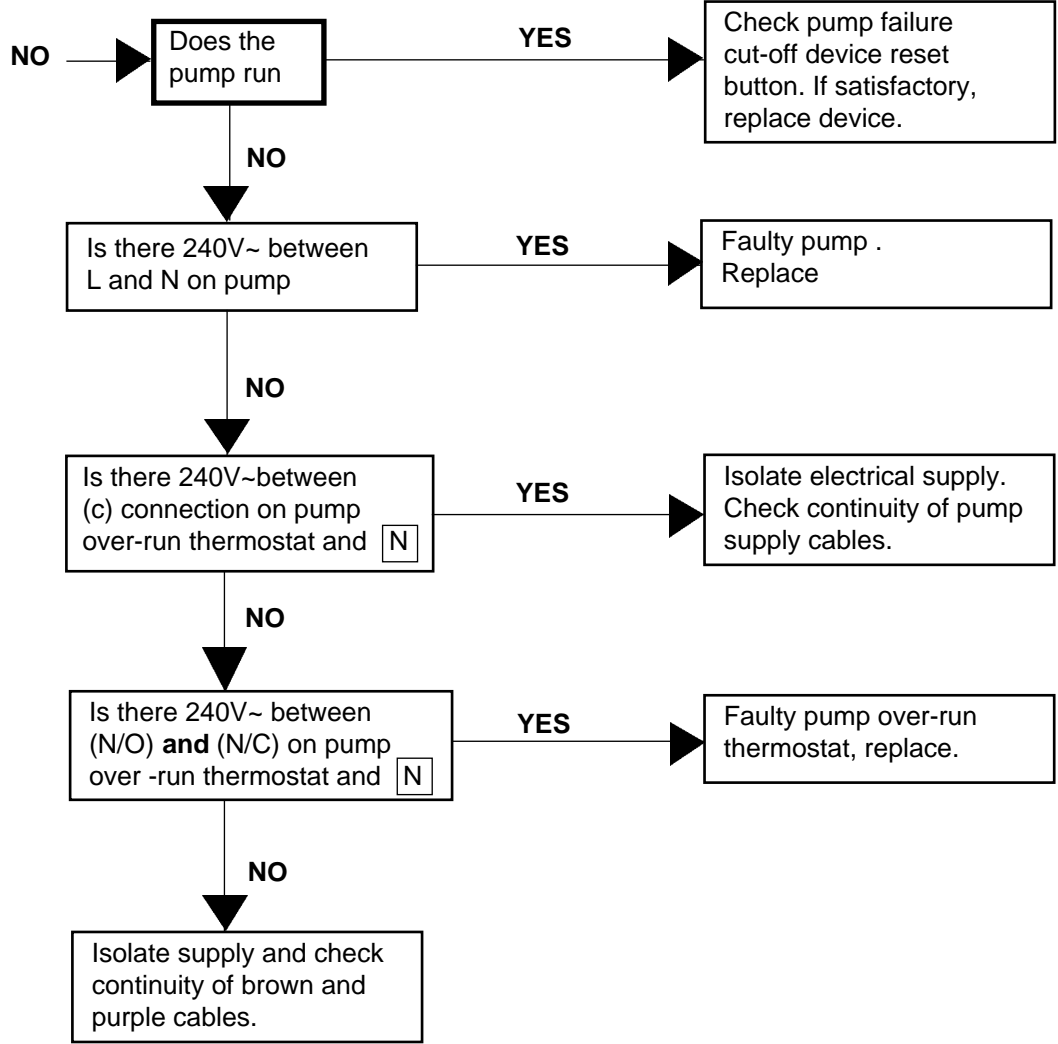 NO
Does the
pump run
YES
Check pump failure
cut-off device reset
button. If satisfactory,
replace device.
NO
Is there 240V~ between
L and N on pump
YES
Faulty pump .
Replace
NO
Is there 240V~between
(c) connection on pump
over-run thermostat and N
YES
Isolate electrical supply.
Check continuity of pump
supply cables.
NO
Is there 240V~ between
(N/O) and (N/C) on pump
over -run thermostat and N
YES
Faulty pump over-run
thermostat, replace.
NO
Isolate supply and check
continuity of brown and
purple cables.